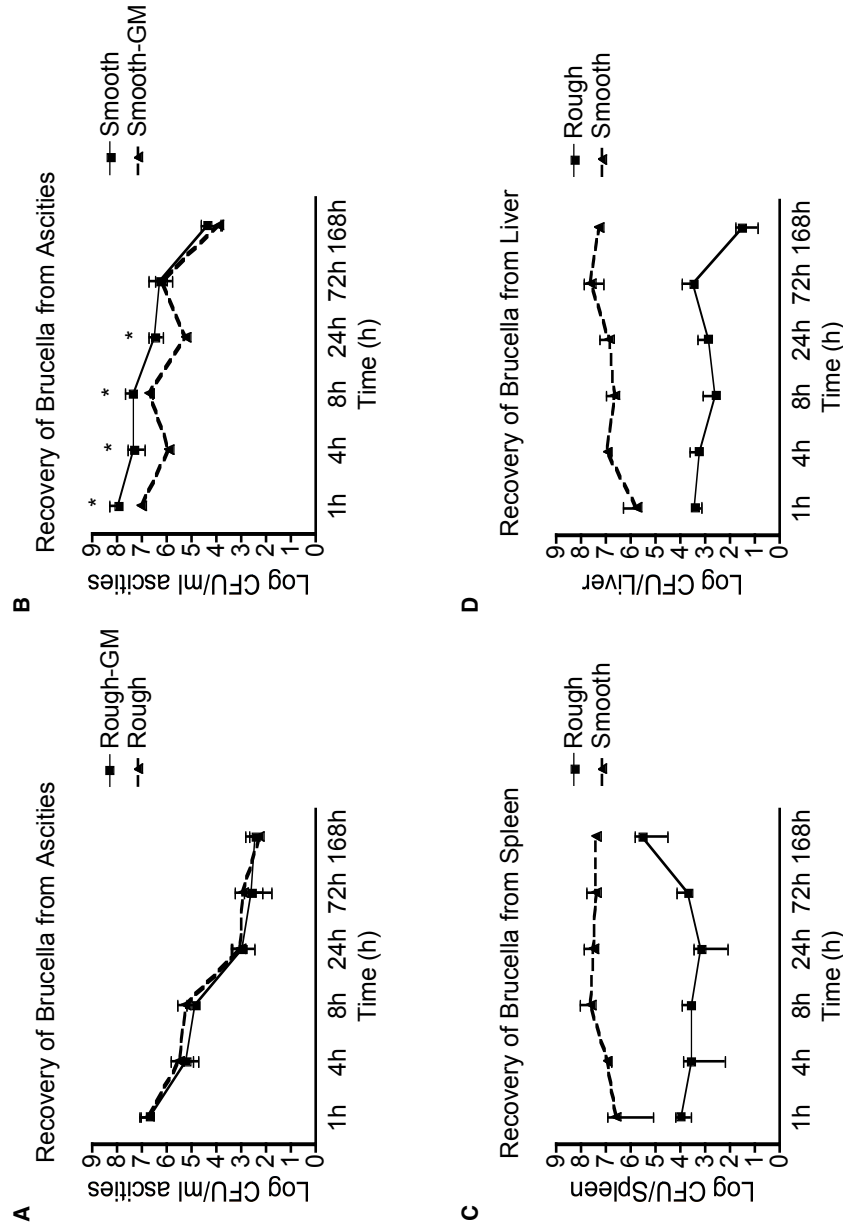 A
Recovery of Brucella from Ascities
Rough-GM
Rough
Log CFU/ml ascities
9
8
7
6
5
4
3
2
1
0
1h 4h 8h 24h 72h 168h
Time (h)
B
Recovery of Brucella from Ascities
Smooth
Smooth-GM
Log CFU/ml ascities
9
8
7
6
5
4
3
2
1
0
* * * *
1h 4h 8h 24h 72h 168h
Time (h)
C
Recovery of Brucella from Spleen
Rough
Smooth
Log CFU/Spleen
9
8
7
6
5
4
3
2
1
0
1h 4h 8h 24h 72h 168h
Time (h)
D
Recovery of Brucella from Liver
Rough
Smooth
Log CFU/Liver
9
8
7
6
5
4
3
2
1
0
1h 4h 8h 24h 72h 168h
Time (h)